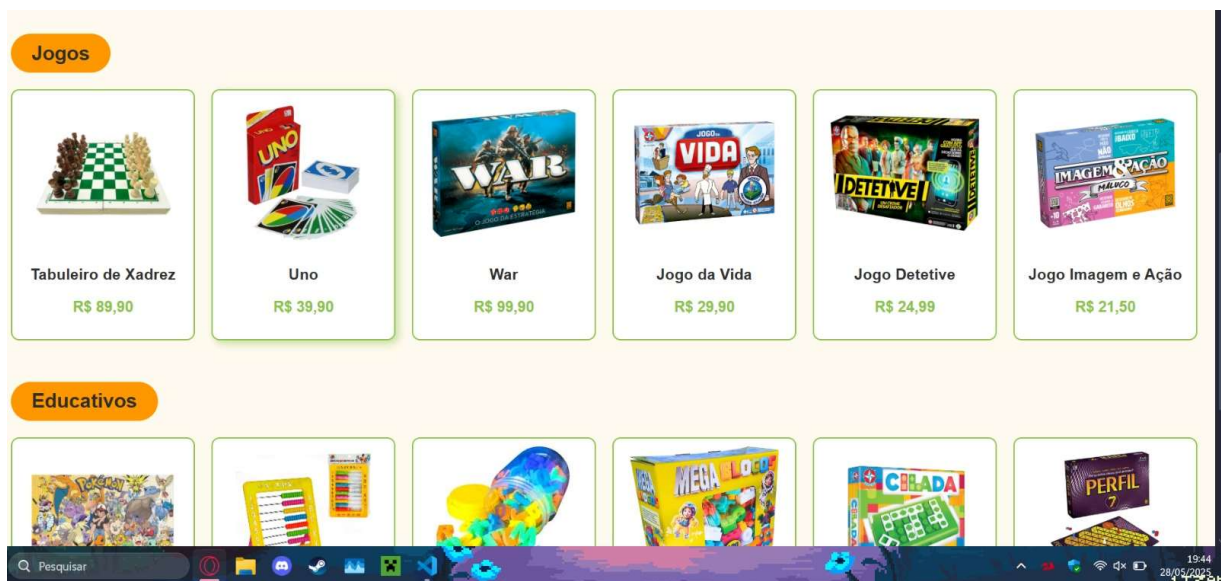 Jogos
UNO
UNO
WAR
O JOGO DA ESTRATÉGIA
JOGO DA
VIDA
DETETIVE!
IMAGEM & AÇÃO
MALUCO
Tabuleiro de Xadrez
Uno
War
Jogo da Vida
Jogo Detetive
Jogo Imagem e Ação
R$ 89,90
R$ 39,90
R$ 99,90
R$ 29,90
R$ 24,99
R$ 21,50
Educativos
Pokémon
MEGA BLOCOS
CILADA
PERFIL
7
Pesquisar
19:44
28/05/2025